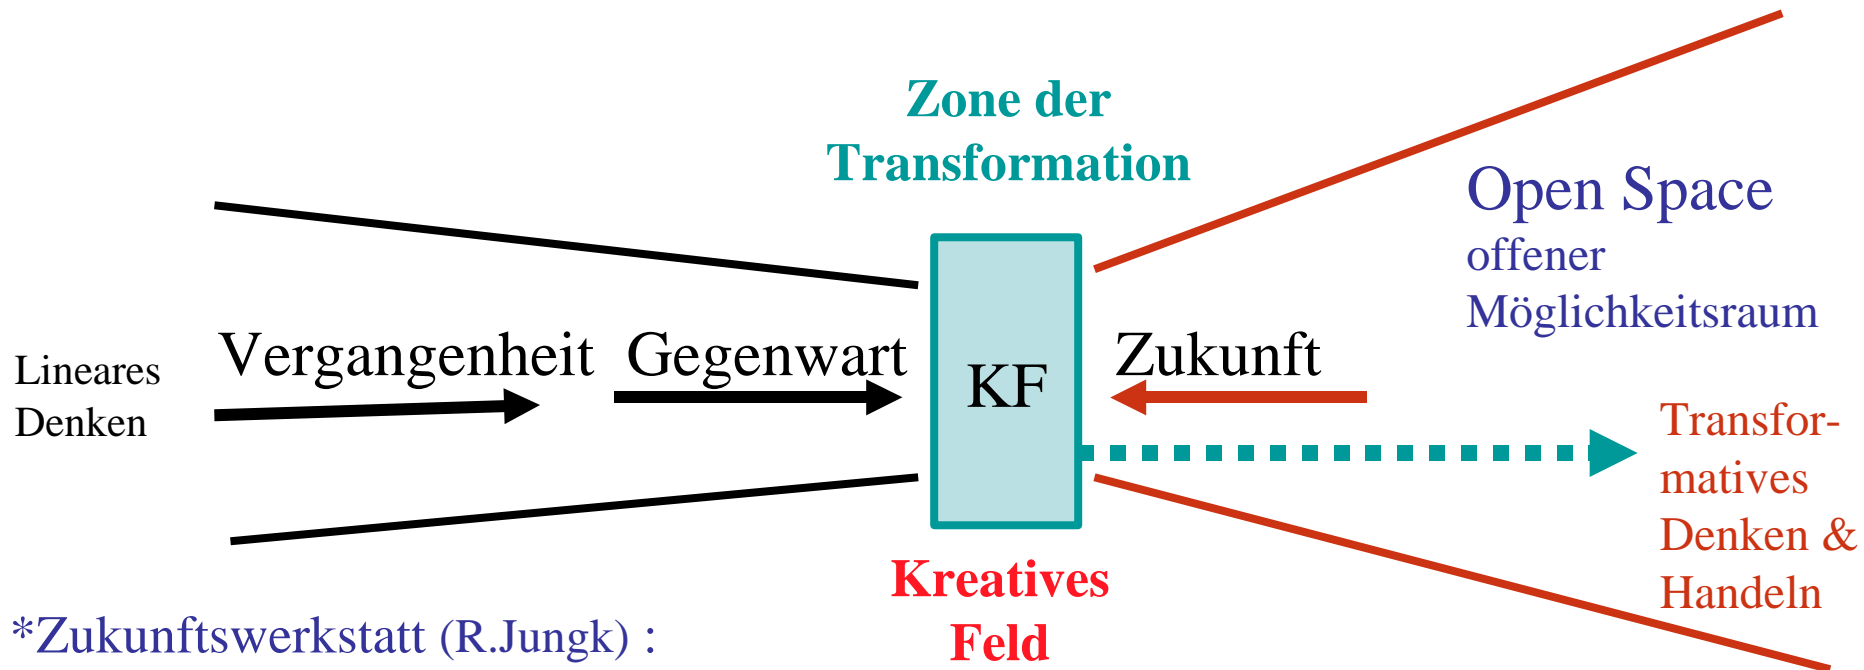 Zone der
Transformation
Open Space
offener
Möglichkeitsraum
Lineares
Denken
Vergangenheit
Gegenwart
KF
Zukunft
Transfor-
matives
Denken &
Handeln
Kreatives
Feld
*Zukunftswerkstatt (R.Jungk) :